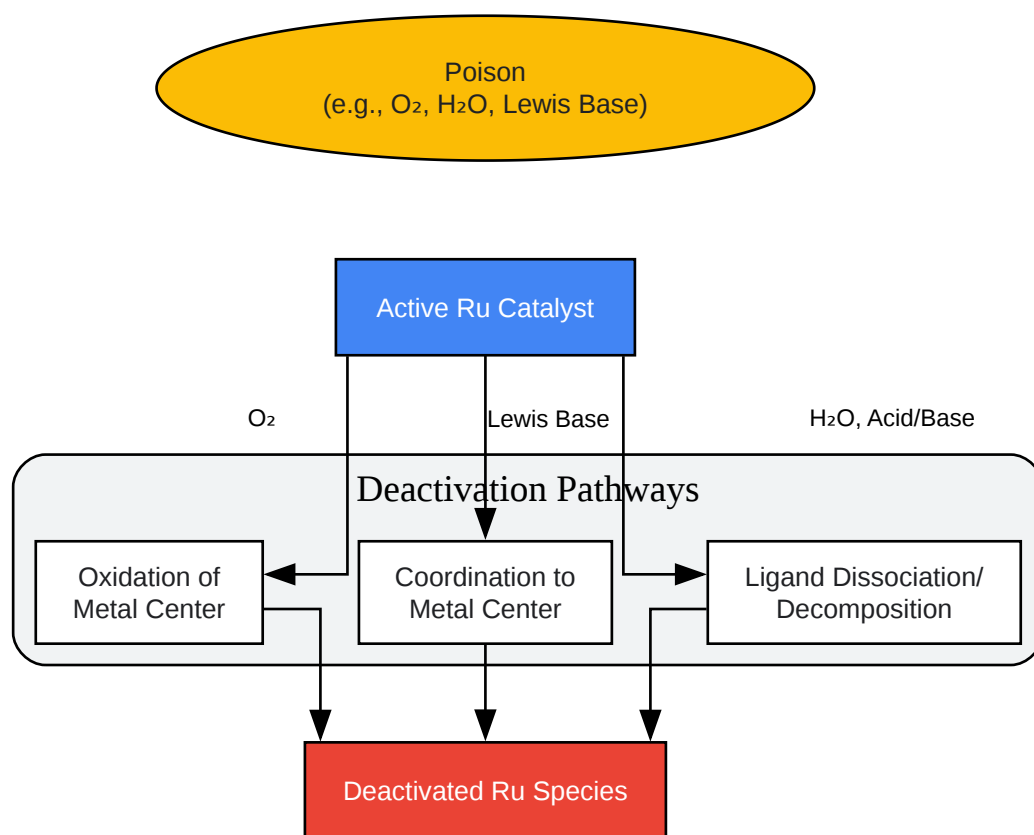 Poison
(e.g., O₂, H₂O, Lewis Base)
Active Ru Catalyst
O₂
Lewis Base
H₂O, Acid/Base
Deactivation Pathways
Oxidation of
Metal Center
Coordination to
Metal Center
Ligand Dissociation/
Decomposition
Deactivated Ru Species